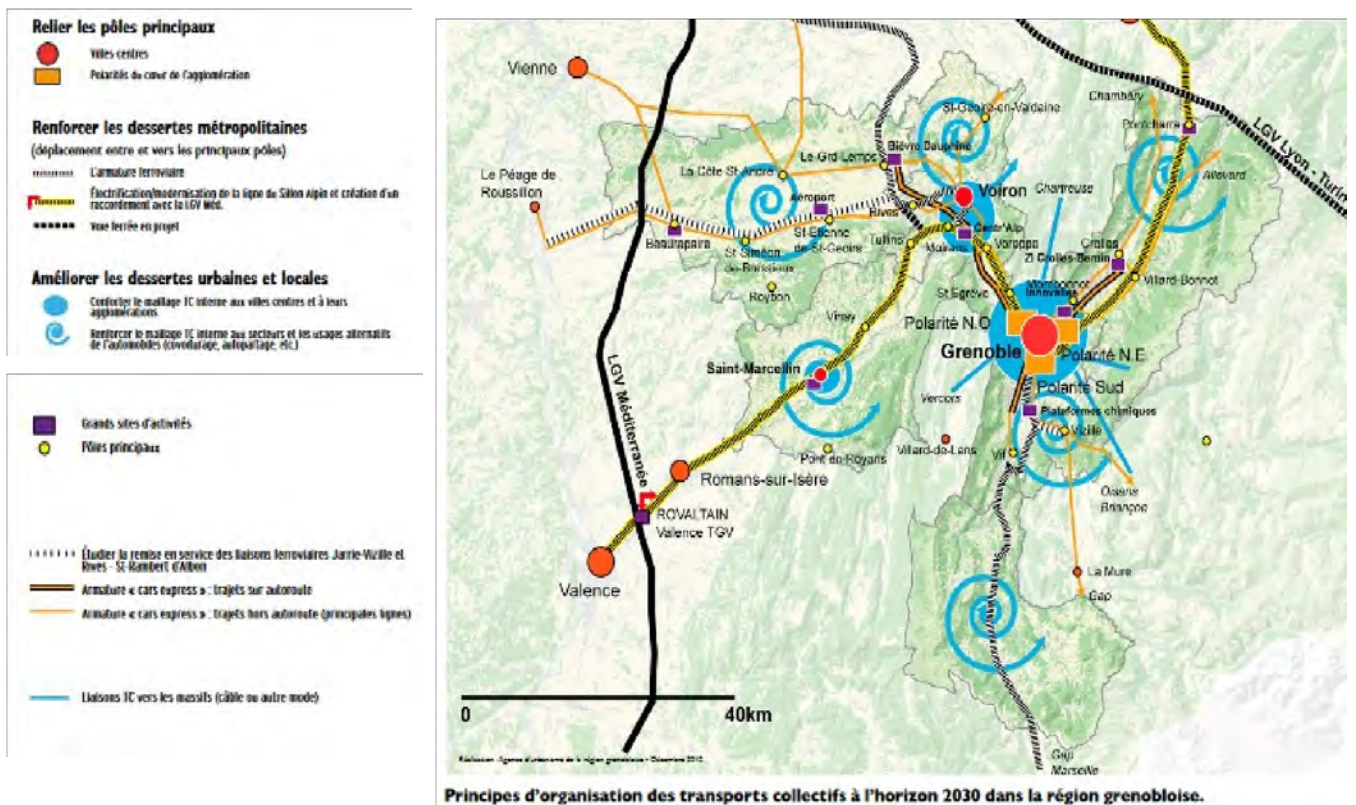 Relier les pôles principaux
Villes centres
Polarités du cœur de l'agglomération
Renforcer les dessertes métropolitaines
(déplacement entre et vers les principaux pôles)
L'armature ferroviaire
Électrification/modernisation de la ligne du Sillon Alpin et création d'un
raccordement avec la LGV Méd.
Voie ferrée en projet
Améliorer les dessertes urbaines et locales
Conforter le maillage TC interne aux villes centres et à leurs
agglomérations
Renforcer le maillage TC interne aux secteurs et les usages alternatifs
de l'automobiles (covoiturage, autopartage, etc.)
Grands sites d'activités
Pôles principaux
Étudier la remise en service des liaisons ferroviaires Jarrie-Vizille et
Rives - St-Rambert d'Albon
Armature « cars express » : trajets sur autoroute
Armature « cars express » : trajets hors autoroute (principales lignes)
Liaisons TC vers les massifs (câble ou autre mode)
Vienne
St-Geoire-en-Valdaine
Chambéry
Pontcharra
LGV Lyon - Turin
Bièvre Dauphine
Le-Grd-Lemps
La-Côte-St-André
Le Péage de
Roussillon
Voiron
Chartreuse
Allevard
Aéroport
Rives
Centr'Alp
Beaurepaire
St-Etienne
de-St-Geoirs
St-Siméon
de-Bressieux
Tullins
Moirans
Voreppe
Crolles
ZI Crolles-Bernin
Roybon
Montbonnot
Innovallée
Villard-Bonnot
St Egrève
Vinay
Polarité N.O
Grenoble
Polarité N.E
Saint-Marcellin
Polarité Sud
Vercors
Plateformes chimiques
LGV Méditerranée
Vizille
Villard-de-Lans
Pont-en-Royans
Vif
Romans-sur-Isère
Oisans
Briançon
ROVALTAIN
Valence TGV
Valence
La Mure
Gap
0
40km
Gap
Marseille
Réalisation : Agence d'urbanisme de la région grenobloise - Décembre 2012.
Principes d'organisation des transports collectifs à l'horizon 2030 dans la région grenobloise.